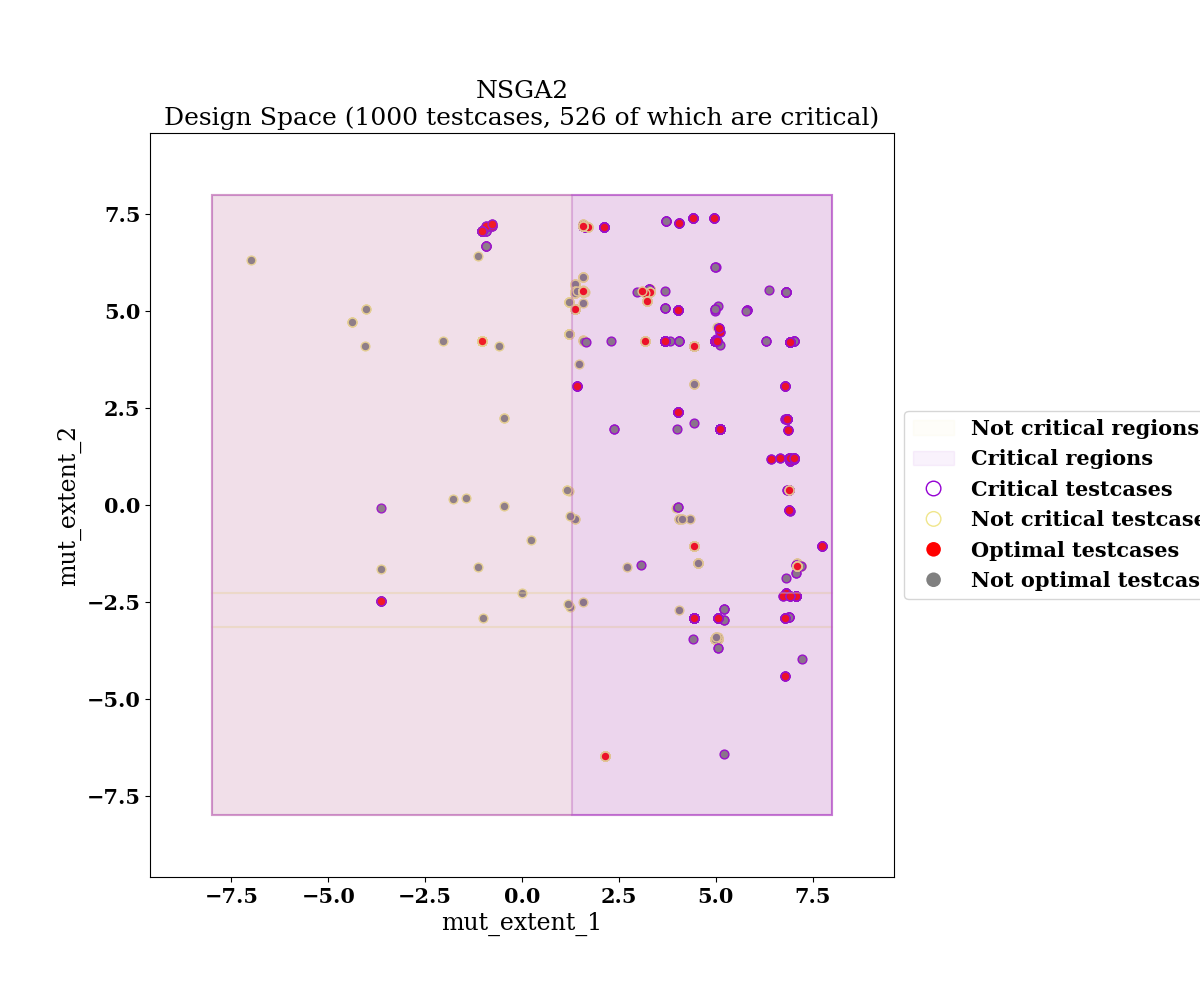 NSGA2
Design Space (1000 testcases, 526 of which are critical)
7.5
5.0
2.5
0.0
−2.5
−5.0
−7.5
mut_extent_2
−7.5 −5.0 −2.5 0.0 2.5 5.0 7.5
mut_extent_1
Not critical regions
Critical regions
Critical testcases
Not critical testcase
Optimal testcases
Not optimal testcas